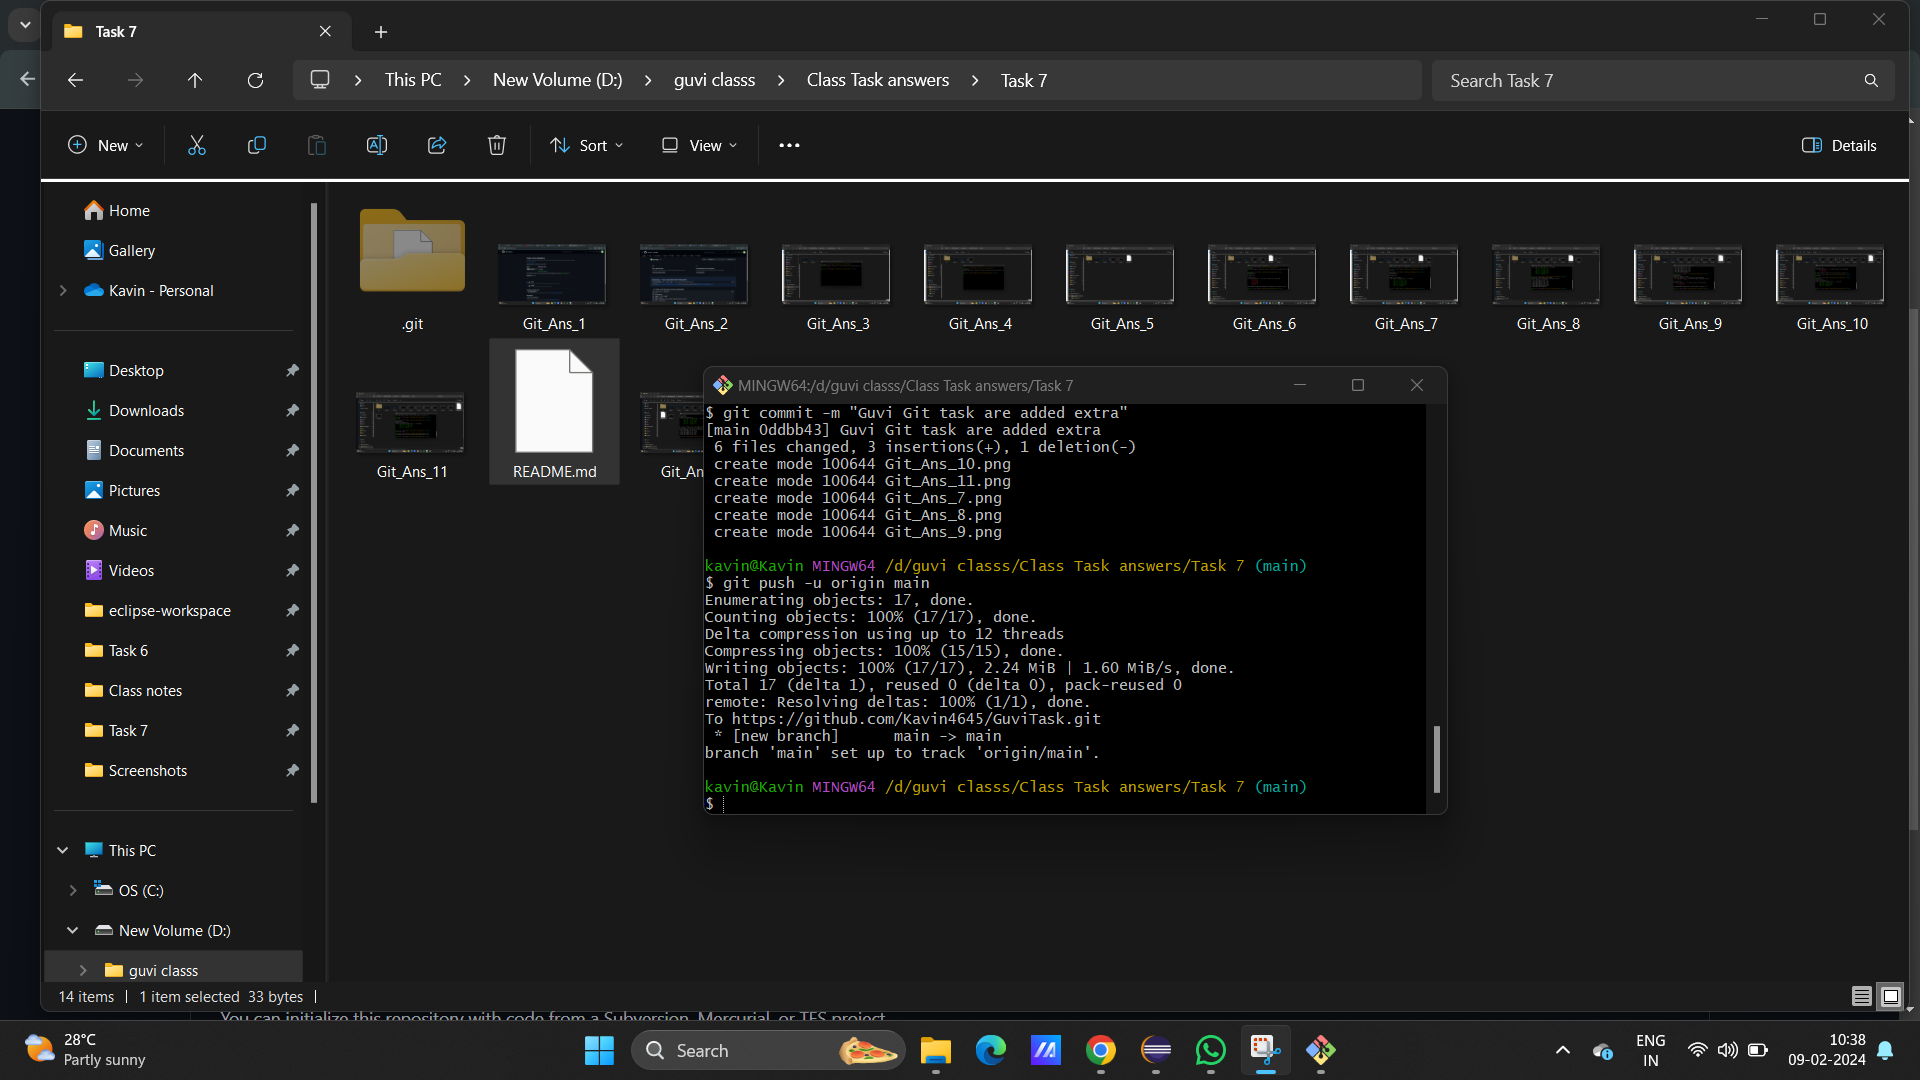 Task 7
This PC
New Volume (D:)
guvi classs
Class Task answers
Task 7
Search Task 7
New
Sort
View
Details
Home
Gallery
Kavin - Personal
Desktop
Downloads
Documents
Pictures
Music
Videos
eclipse-workspace
Task 6
Class notes
Task 7
Screenshots
This PC
OS (C:)
New Volume (D:)
guvi classs
.git
Git_Ans_1
Git_Ans_2
Git_Ans_3
Git_Ans_4
Git_Ans_5
Git_Ans_6
Git_Ans_7
Git_Ans_8
Git_Ans_9
Git_Ans_10
Git_Ans_11
README.md
Git_An
MINGW64:/d/guvi classs/Class Task answers/Task 7
$ git commit -m "Guvi Git task are added extra"
[main 0ddbb43] Guvi Git task are added extra
6 files changed, 3 insertions(+), 1 deletion(-)
create mode 100644 Git_Ans_10.png
create mode 100644 Git_Ans_11.png
create mode 100644 Git_Ans_7.png
create mode 100644 Git_Ans_8.png
create mode 100644 Git_Ans_9.png
kavin@Kavin MINGW64 /d/guvi classs/Class Task answers/Task 7 (main)
$ git push -u origin main
Enumerating objects: 17, done.
Counting objects: 100% (17/17), done.
Delta compression using up to 12 threads
Compressing objects: 100% (15/15), done.
Writing objects: 100% (17/17), 2.24 MiB | 1.60 MiB/s, done.
Total 17 (delta 1), reused 0 (delta 0), pack-reused 0
remote: Resolving deltas: 100% (1/1), done.
To https://github.com/Kavin4645/GuviTask.git
* [new branch]      main -> main
branch 'main' set up to track 'origin/main'.
kavin@Kavin MINGW64 /d/guvi classs/Class Task answers/Task 7 (main)
$
14 items
1 item selected 33 bytes
You can initialize this repository with code from a Subversion, Mercurial, or TFS project.
28°C
Partly sunny
Search
ENG
IN
10:38
09-02-2024